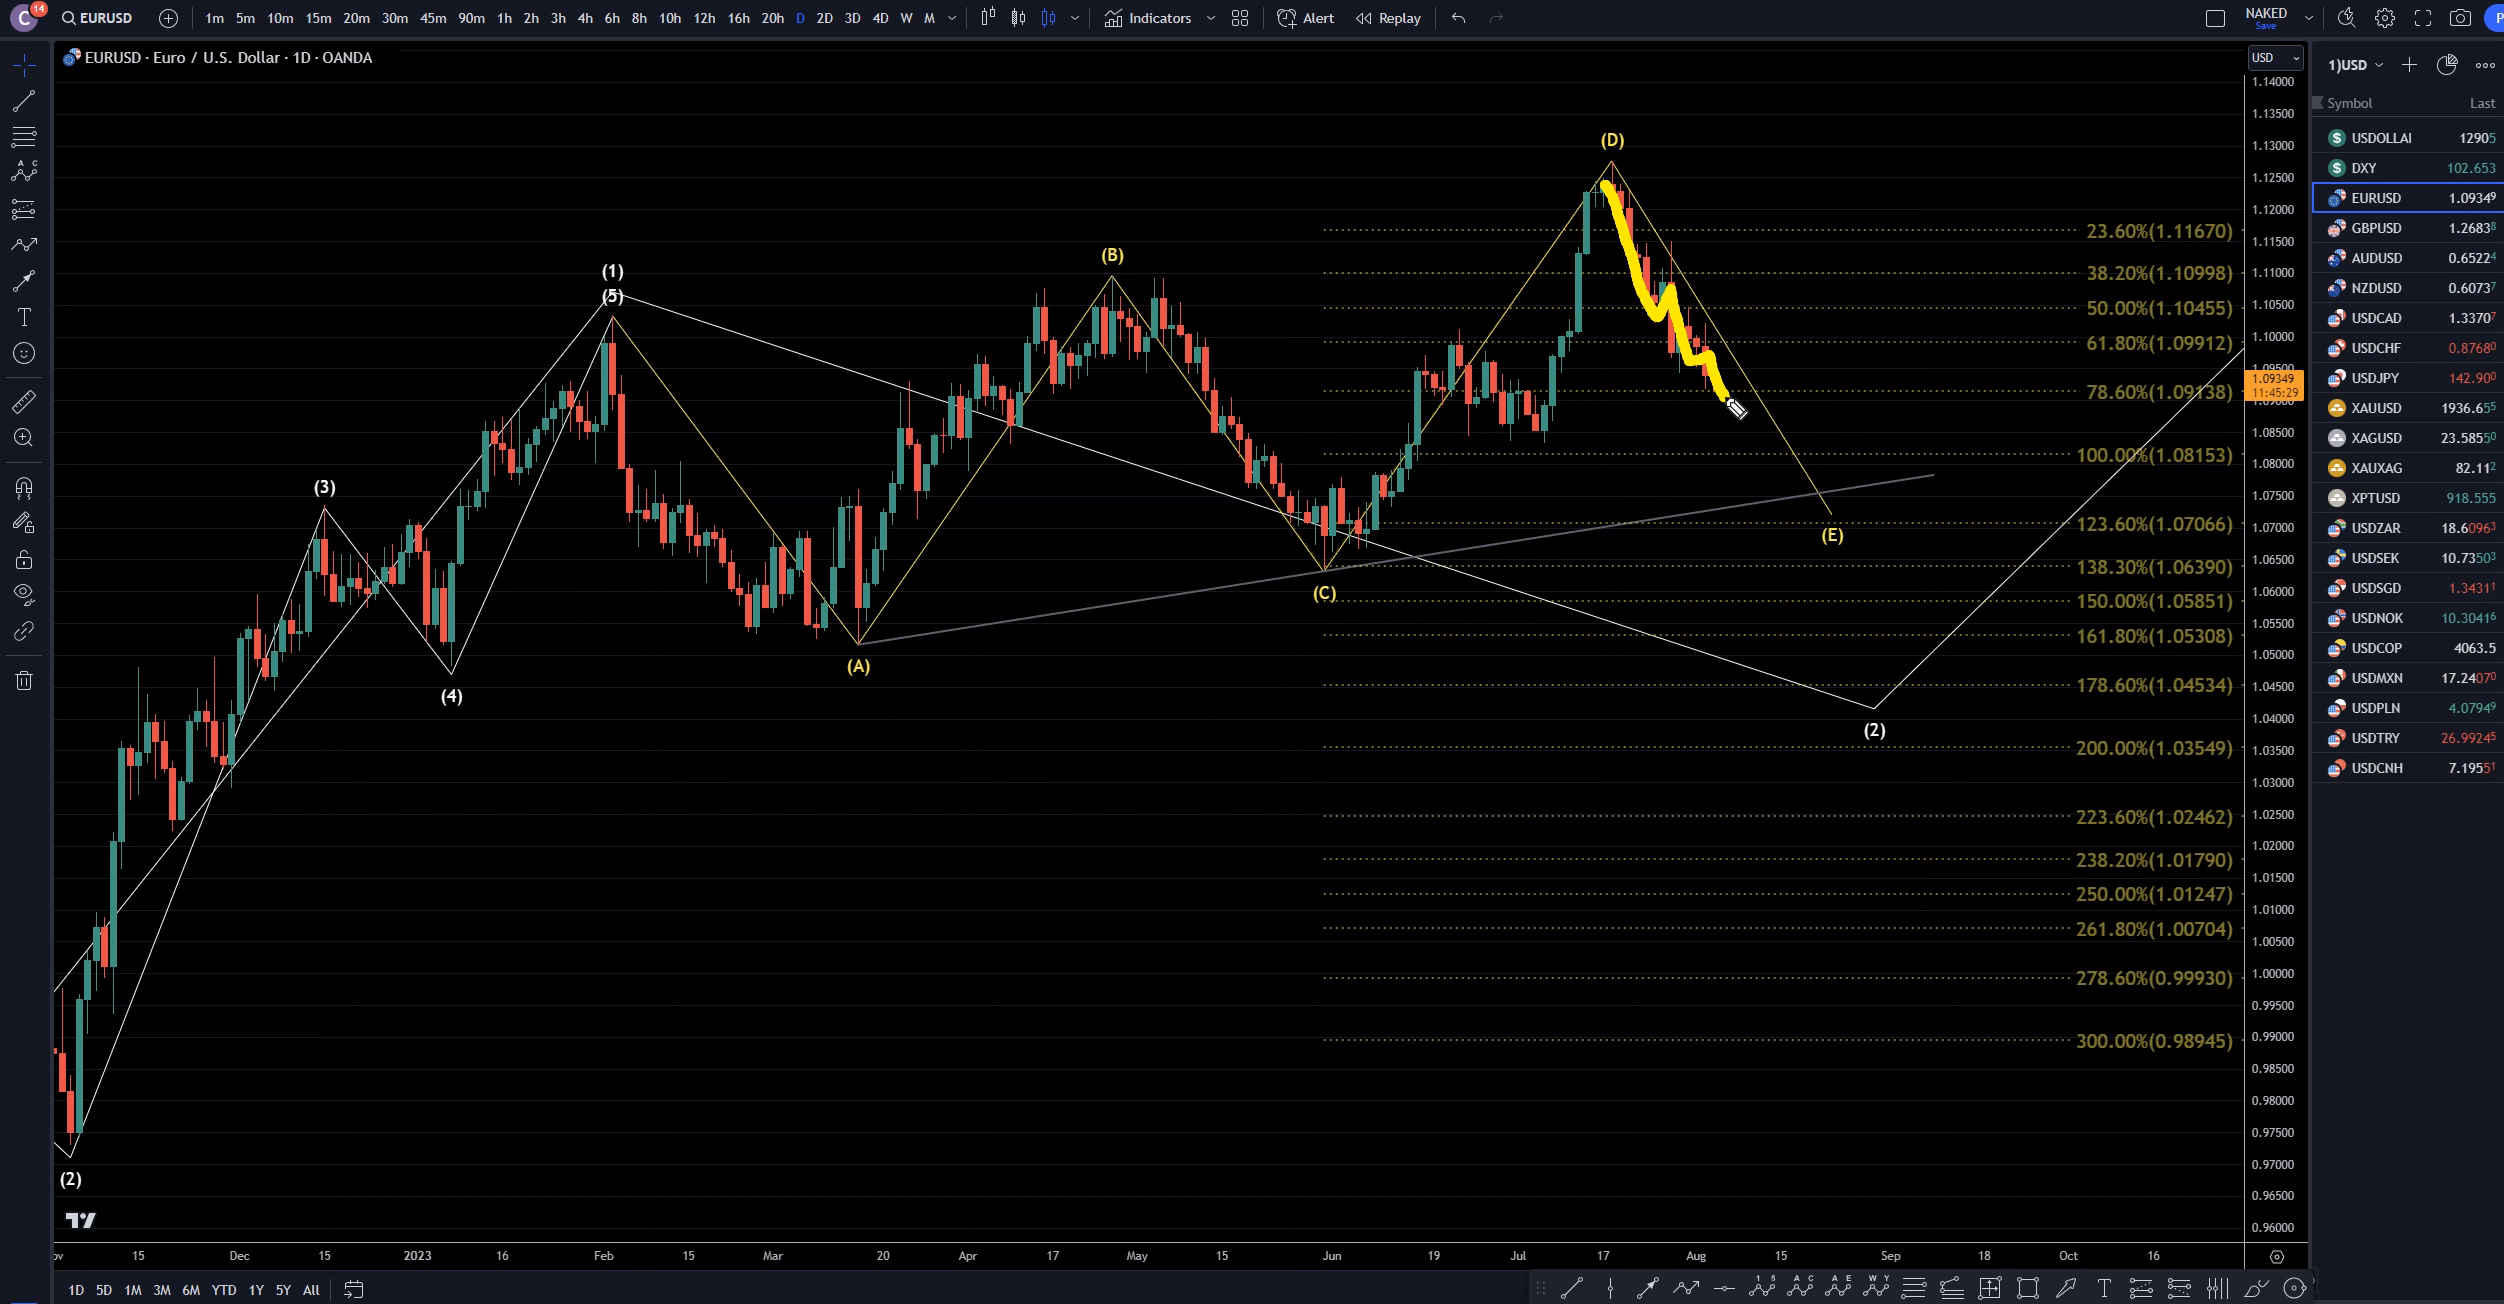 C 14 EURUSD 1m 5m 10m 15m 20m 30m 45m 90m 1h 2h 3h 4h 6h 8h 10h 12h 16h 20h D 2D 3D 4D W M Indicators Alert Replay NAKED
Save
EURUSD · Euro / U.S. Dollar · 1D · OANDA
USD
1)USD
Symbol Last
USDOLLAI 12905
DXY 102.653
EURUSD 1.09349
GBPUSD 1.26838
AUDUSD 0.65224
NZDUSD 0.60737
USDCAD 1.33707
USDCHF 0.87680
USDJPY 142.900
XAUUSD 1936.655
XAGUSD 23.58550
XAUXAG 82.112
XPTUSD 918.555
USDZAR 18.60963
USDSEK 10.73503
USDSGD 1.34311
USDNOK 10.30416
USDCOP 4063.5
USDMXN 17.24070
USDPLN 4.07949
USDTRY 26.99245
USDCNH 7.19551
1.14000
1.13500
1.13000
1.12500
1.12000
1.11500
1.11000
1.10500
1.10000
1.09349
11:45:29
1.08500
1.08000
1.07500
1.07000
1.06500
1.06000
1.05500
1.05000
1.04500
1.04000
1.03500
1.03000
1.02500
1.02000
1.01500
1.01000
1.00500
1.00000
0.99500
0.99000
0.98500
0.98000
0.97500
0.97000
0.96500
0.96000
23.60%(1.11670)
38.20%(1.10998)
50.00%(1.10455)
61.80%(1.09912)
78.60%(1.09138)
100.00%(1.08153)
123.60%(1.07066)
138.30%(1.06390)
150.00%(1.05851)
161.80%(1.05308)
178.60%(1.04534)
200.00%(1.03549)
223.60%(1.02462)
238.20%(1.01790)
250.00%(1.01247)
261.80%(1.00704)
278.60%(0.99930)
300.00%(0.98945)
(D)
(B)
(1)
(5)
(3)
(E)
(C)
(A)
(4)
(2)
(2)
15 Dec 15 2023 16 Feb 15 Mar 20 Apr 17 May 15 Jun 19 Jul 17 Aug 15 Sep 18 Oct 16
1D 5D 1M 3M 6M YTD 1Y 5Y All